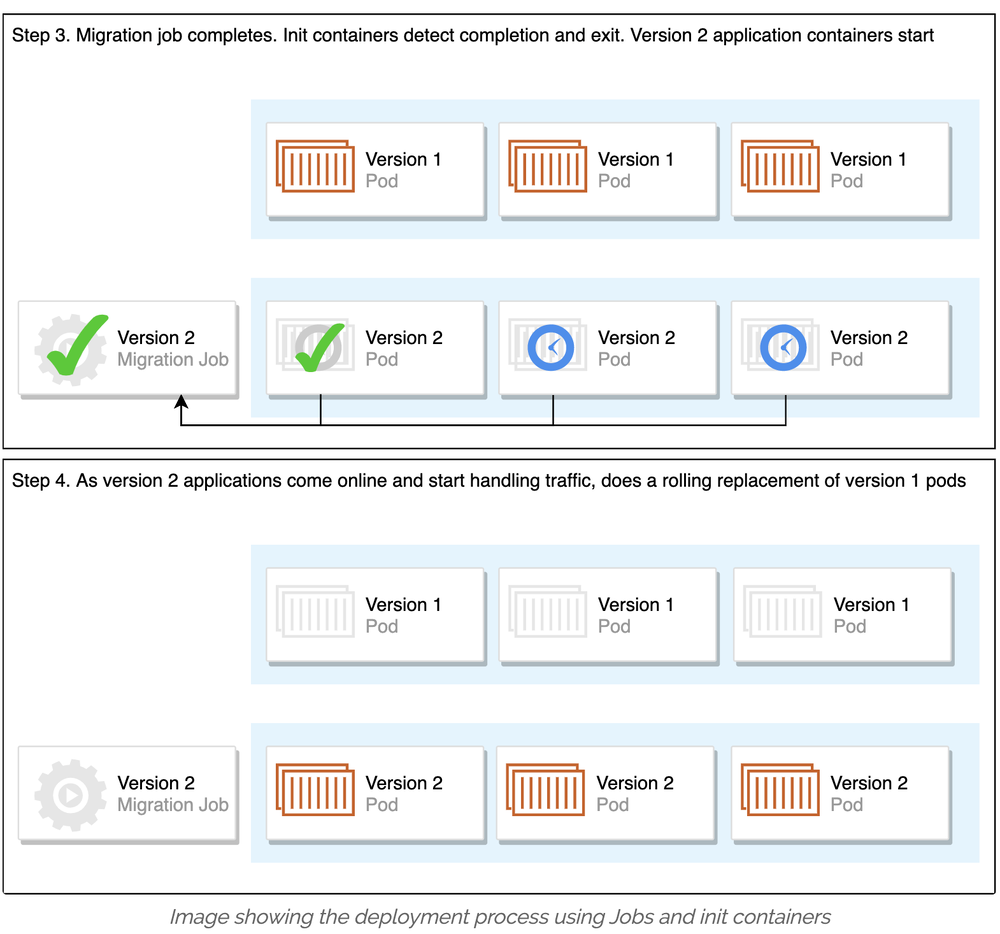 Step 3. Migration job completes. Init containers detect completion and exit. Version 2 application containers start
Version 1
Pod
Version 1
Pod
Version 1
Pod
Version 2
Migration Job
Version 2
Pod
Version 2
Pod
Version 2
Pod
Step 4. As version 2 applications come online and start handling traffic, does a rolling replacement of version 1 pods
Version 1
Pod
Version 1
Pod
Version 1
Pod
Version 2
Migration Job
Version 2
Pod
Version 2
Pod
Version 2
Pod
Image showing the deployment process using Jobs and init containers